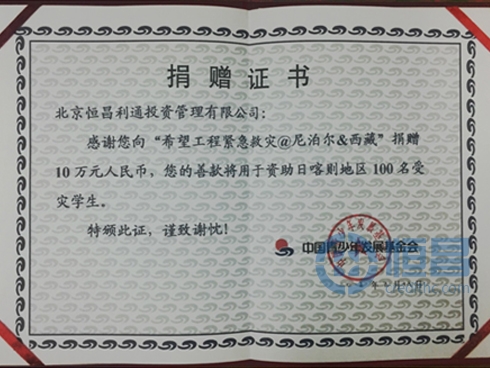 捐赠证书
北京恒昌利通投资管理有限公司:
感谢您向“希望工程紧急救灾@尼泊尔&西藏”捐赠
10万元人民币，您的善款将用于资助日喀则地区100名受
灾学生。
特颁此证，谨致谢忱！
中国青少年发展基金会
恒昌